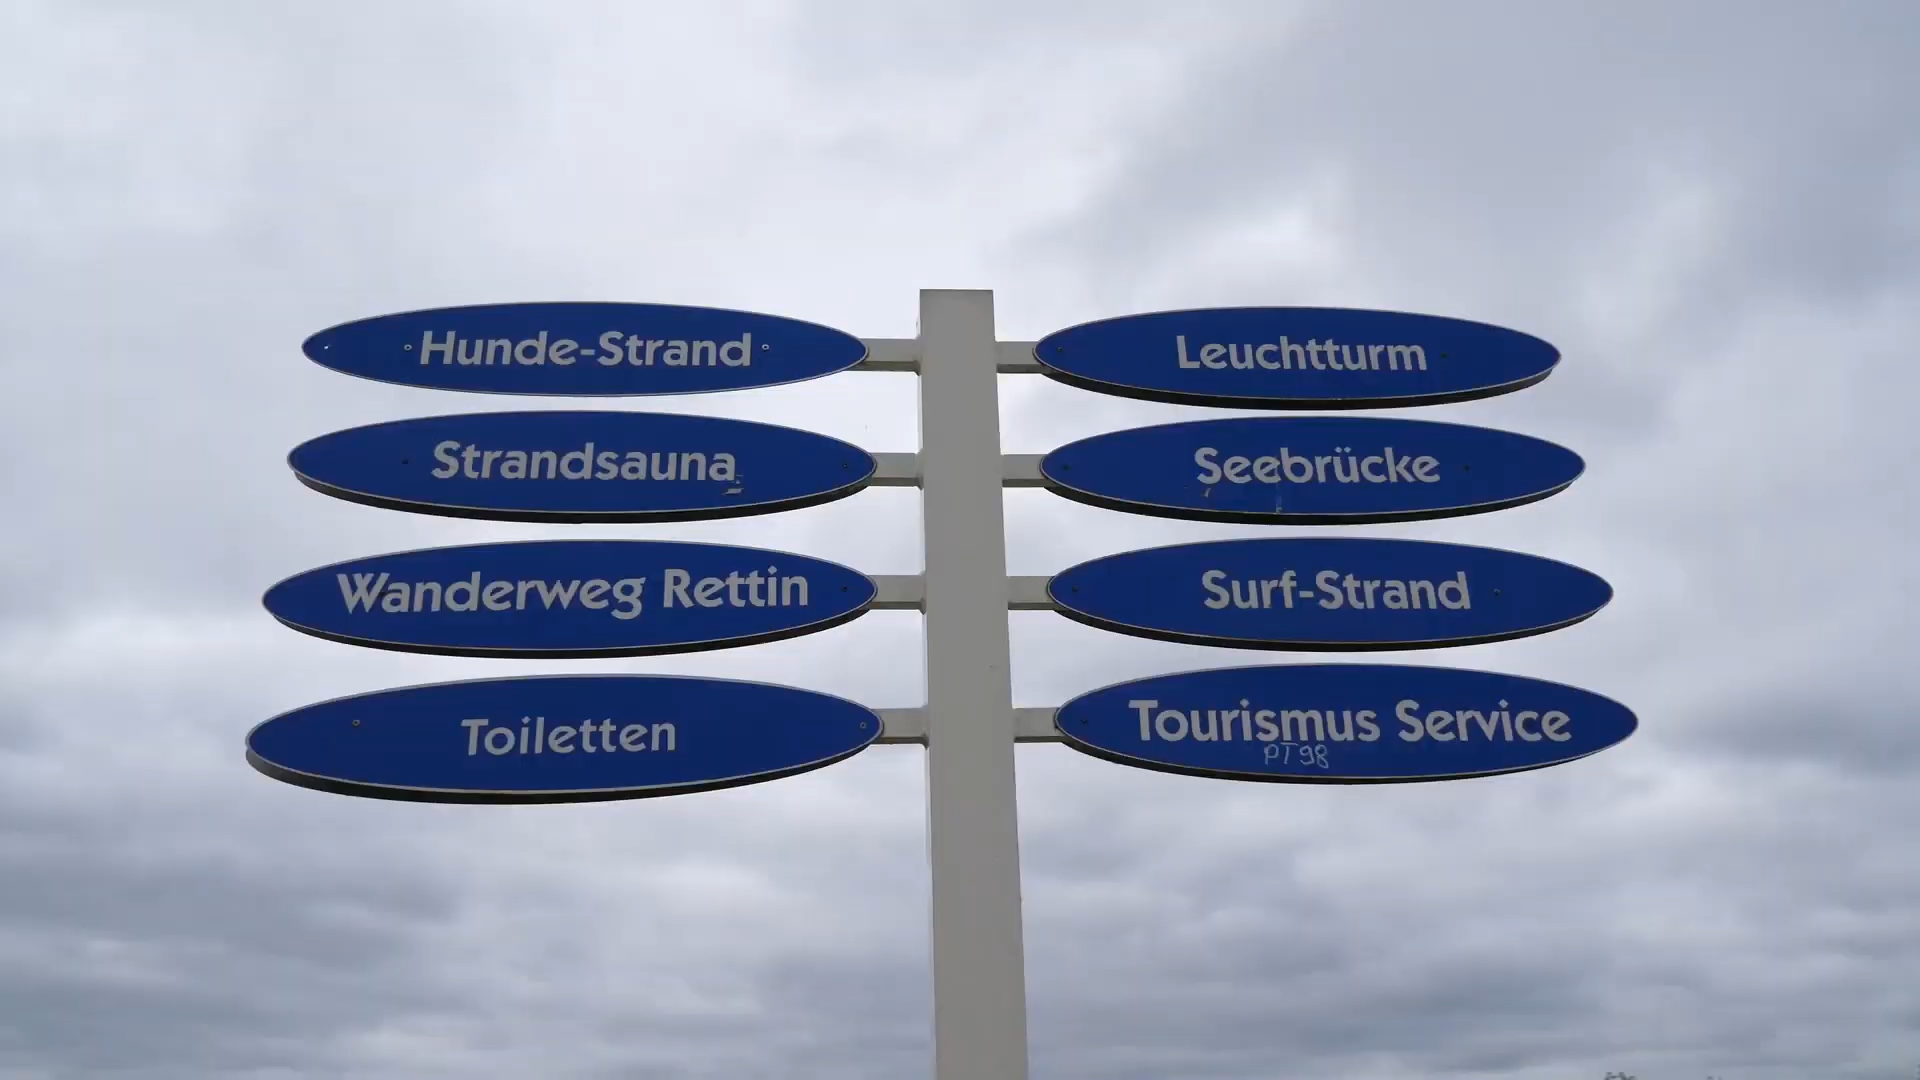 Hunde-Strand
Strandsauna
Wanderweg Rettin
Toiletten
Leuchtturm
Seebrücke
Surf-Strand
Tourismus Service
PT98